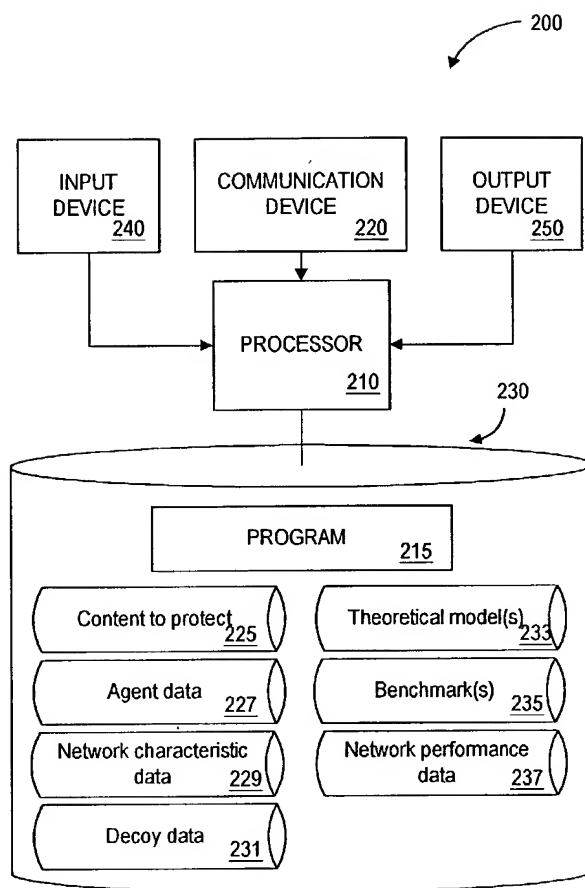 200
INPUT
DEVICE
240
COMMUNICATION
DEVICE
220
OUTPUT
DEVICE
250
PROCESSOR
210
230
PROGRAM
215
Content to protect
225
Theoretical model(s)
233
Agent data
227
Benchmark(s)
235
Network characteristic
data
229
Network performance
data
237
Decoy data
231